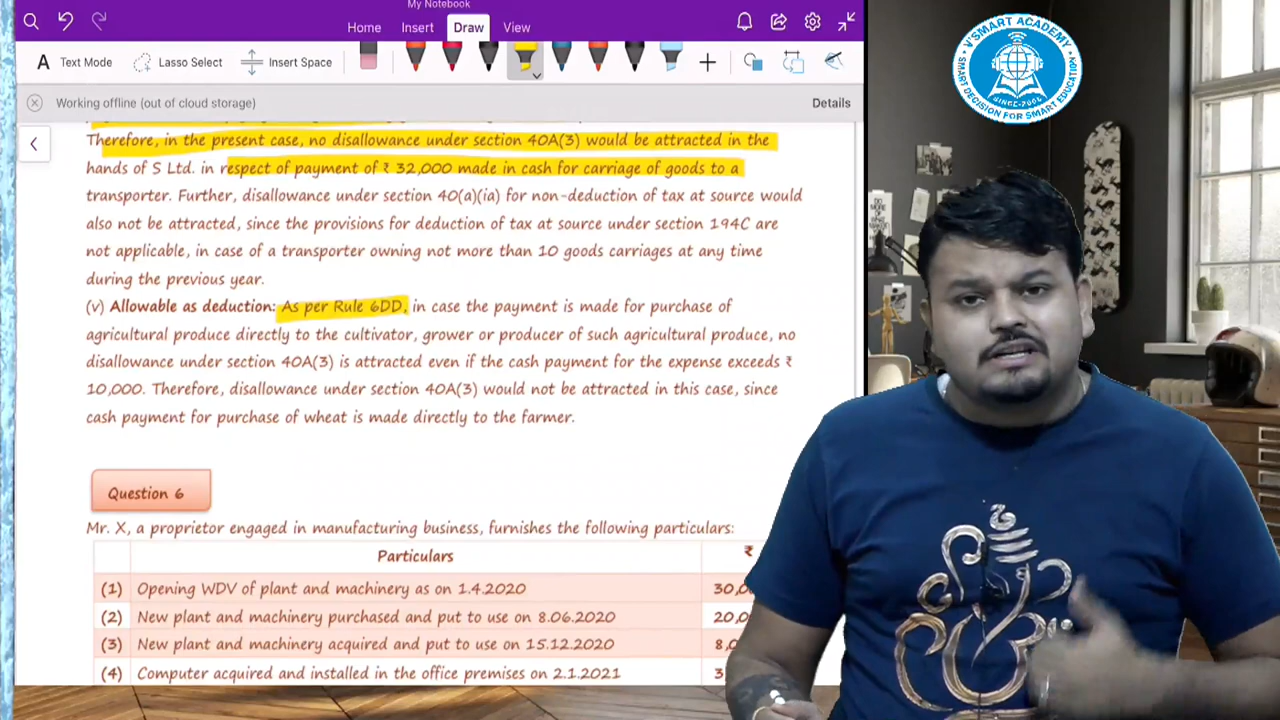 My Notebook
Home Insert Draw View
A Text Mode Lasso Select Insert Space
Working offline (out of cloud storage) Details
Therefore, in the present case, no disallowance under section 40A(3) would be attracted in the
hands of S Ltd. in respect of payment of ₹ 32,000 made in cash for carriage of goods to a
transporter. Further, disallowance under section 40(a)(ia) for non-deduction of tax at source would
also not be attracted, since the provisions for deduction of tax at source under section 194C are
not applicable, in case of a transporter owning not more than 10 goods carriages at any time
during the previous year.
(v) Allowable as deduction: As per Rule 6DD, in case the payment is made for purchase of
agricultural produce directly to the cultivator, grower or producer of such agricultural produce, no
disallowance under section 40A(3) is attracted even if the cash payment for the expense exceeds ₹
10,000. Therefore, disallowance under section 40A(3) would not be attracted in this case, since
cash payment for purchase of wheat is made directly to the farmer.
Question 6
Mr. X, a proprietor engaged in manufacturing business, furnishes the following particulars:
Particulars ₹
(1) Opening WDV of plant and machinery as on 1.4.2020 30,0
(2) New plant and machinery purchased and put to use on 8.06.2020 20,0
(3) New plant and machinery acquired and put to use on 15.12.2020 8,0
(4) Computer acquired and installed in the office premises on 2.1.2021 3
V'SMART ACADEMY
SMART DECISION FOR SMART EDUCATION
SINCE-2001